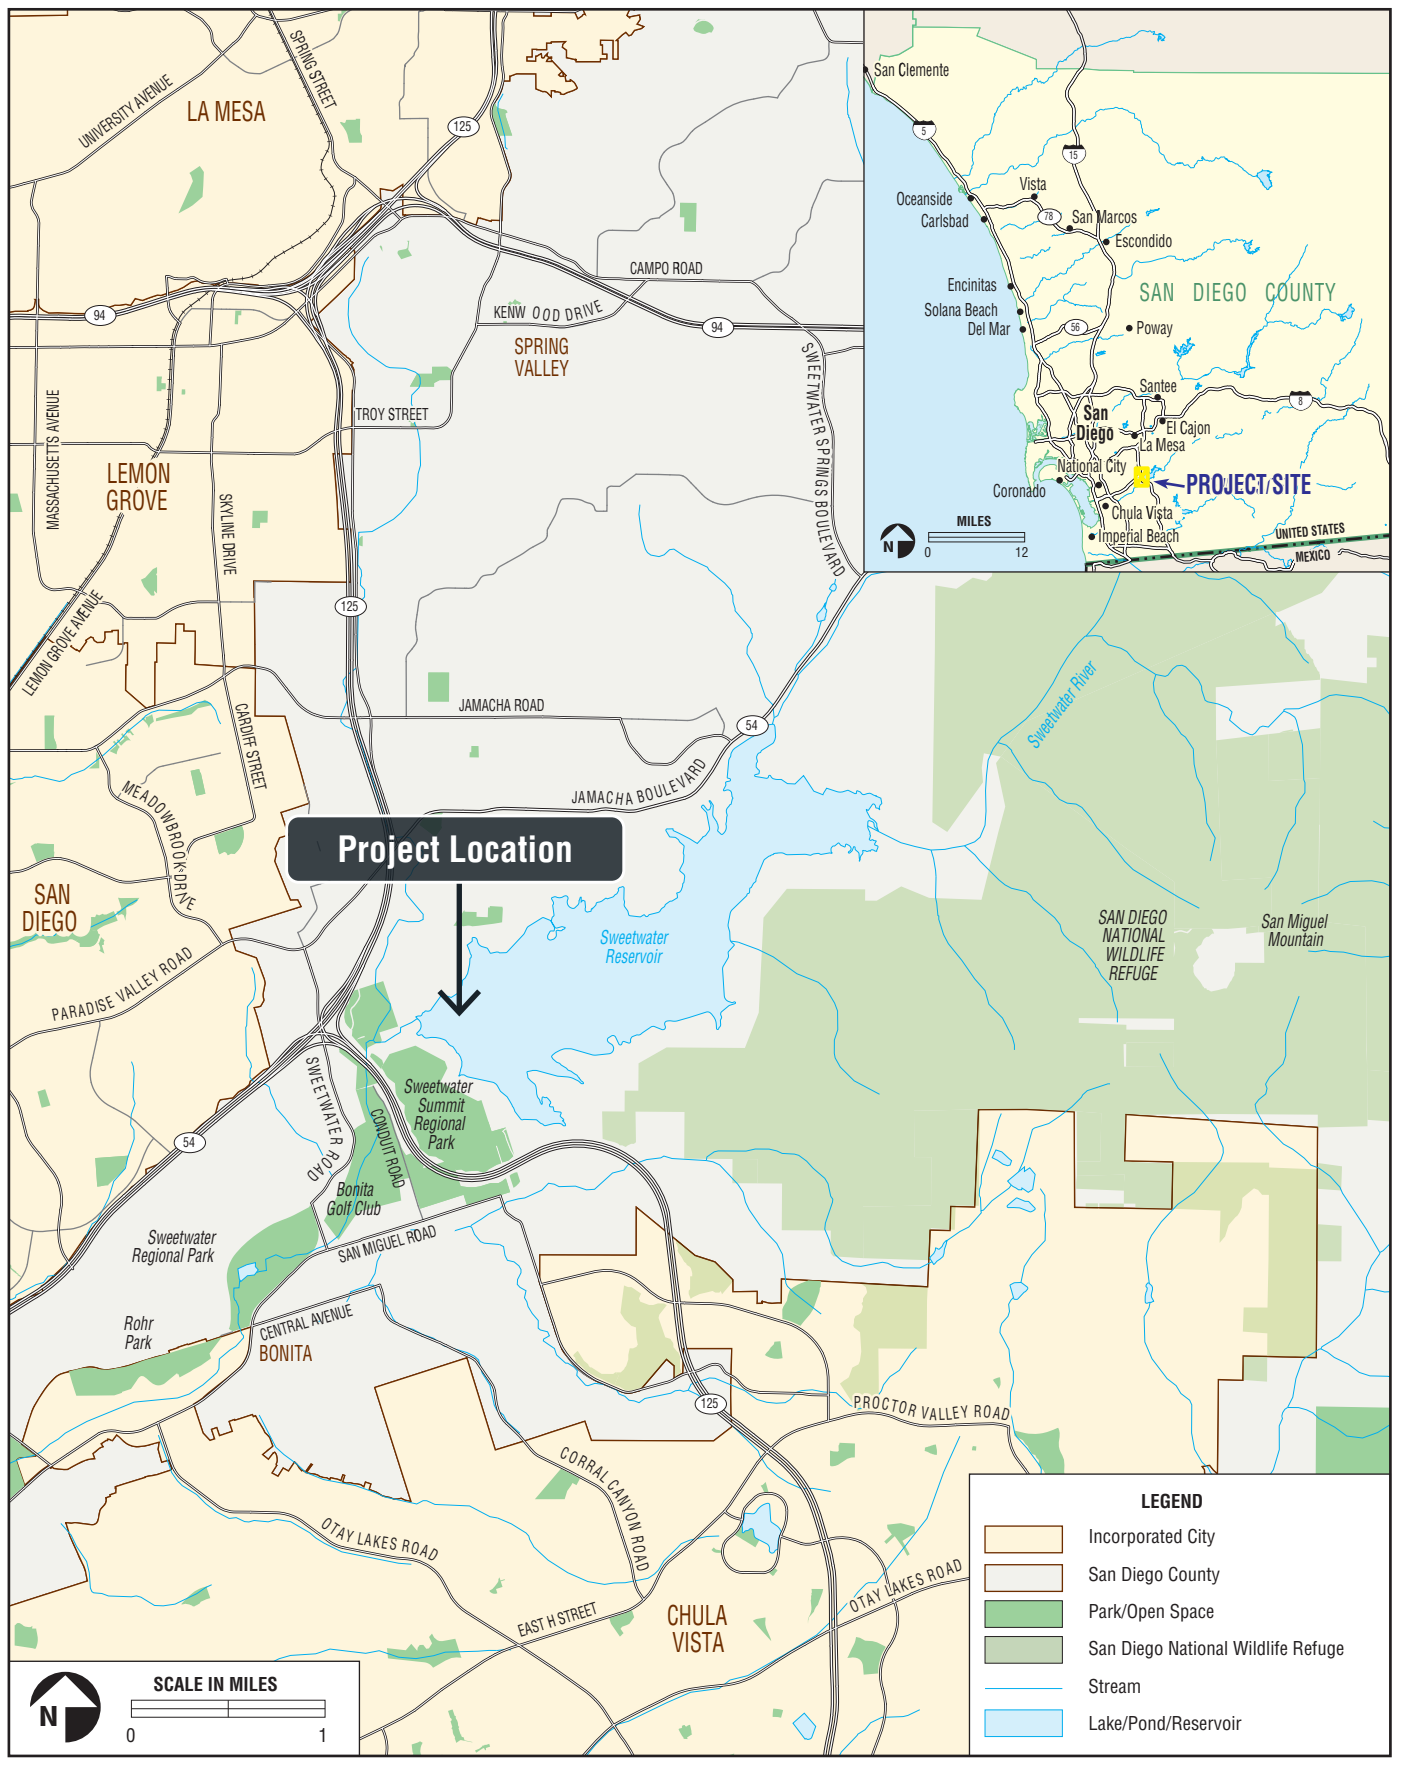 LA MESA
UNIVERSITY AVENUE
SPRING STREET
125
94
CAMPO ROAD
KENW OOD DRIVE
94
SPRING
VALLEY
SWEETWATER SPRINGS BOULEVARD
TROY STREET
MASSACHUSETTS AVENUE
LEMON
GROVE
SKYLINE DRIVE
LEMON GROVE AVENUE
125
JAMACHA ROAD
54
CARDIFF STREET
JAMACHA BOULEVARD
MEADOWBROOK DRIVE
Project Location
SAN
DIEGO
PARADISE VALLEY ROAD
Sweetwater
Reservoir
Sweetwater River
SAN DIEGO
NATIONAL
WILDLIFE
REFUGE
San Miguel
Mountain
SWEETWATER ROAD
CONDUIT ROAD
Sweetwater
Summit
Regional
Park
54
Bonita
Golf Club
Sweetwater
Regional Park
SAN MIGUEL ROAD
Rohr
Park
CENTRAL AVENUE
BONITA
125
PROCTOR VALLEY ROAD
CORRAL CANYON ROAD
OTAY LAKES ROAD
EAST H STREET
CHULA
VISTA
OTAY LAKES ROAD
San Clemente
5
15
Oceanside
Vista
Carlsbad
78
San Marcos
Escondido
Encinitas
SAN DIEGO COUNTY
Solana Beach
Del Mar
56
Poway
Santee
8
San
Diego
El Cajon
La Mesa
National City
Coronado
PROJECT SITE
Chula Vista
Imperial Beach
MILES
N
0
12
UNITED STATES
MEXICO
LEGEND
Incorporated City
San Diego County
Park/Open Space
San Diego National Wildlife Refuge
Stream
Lake/Pond/Reservoir
N
SCALE IN MILES
0
1